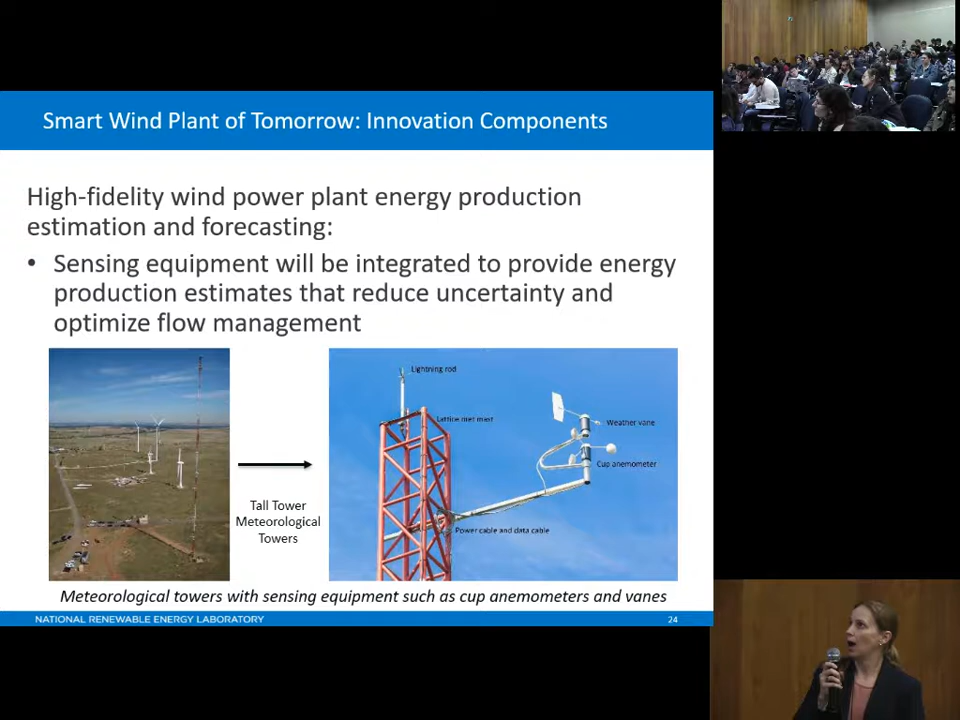 Smart Wind Plant of Tomorrow: Innovation Components
High-fidelity wind power plant energy production
estimation and forecasting:
• Sensing equipment will be integrated to provide energy
production estimates that reduce uncertainty and
optimize flow management
Tall Tower
Meteorological
Towers
Lightning rod
Lattice met mast
Weather vane
Cup anemometer
Power cable and data cable
Meteorological towers with sensing equipment such as cup anemometers and vanes
NATIONAL RENEWABLE ENERGY LABORATORY
24